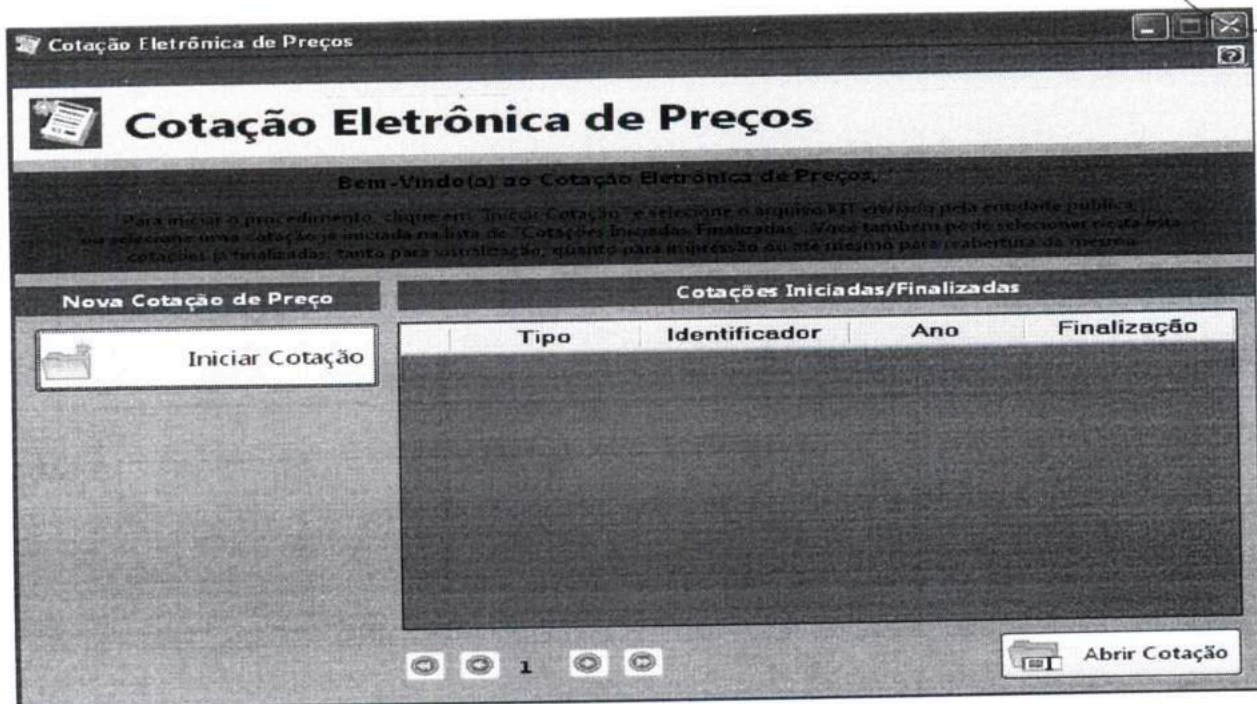 Cotação Eletrônica de Preços
Cotação Eletrônica de Preços
Bem-Vindo(a) ao Cotação Eletrônica de Preços,
Para iniciar o procedimento, clique em "Iniciar Cotação" e selecione o arquivo KIT enviado pela entidade pública,
ou selecione uma cotação já iniciada na lista de "Cotações Iniciadas/Finalizadas". Você também pode selecionar nesta lista
cotações já finalizadas, tanto para visualização, quanto para impressão ou até mesmo para reabertura da mesma.
Nova Cotação de Preço
Cotações Iniciadas/Finalizadas
Iniciar Cotação
Tipo Identificador Ano Finalização
1
Abrir Cotação